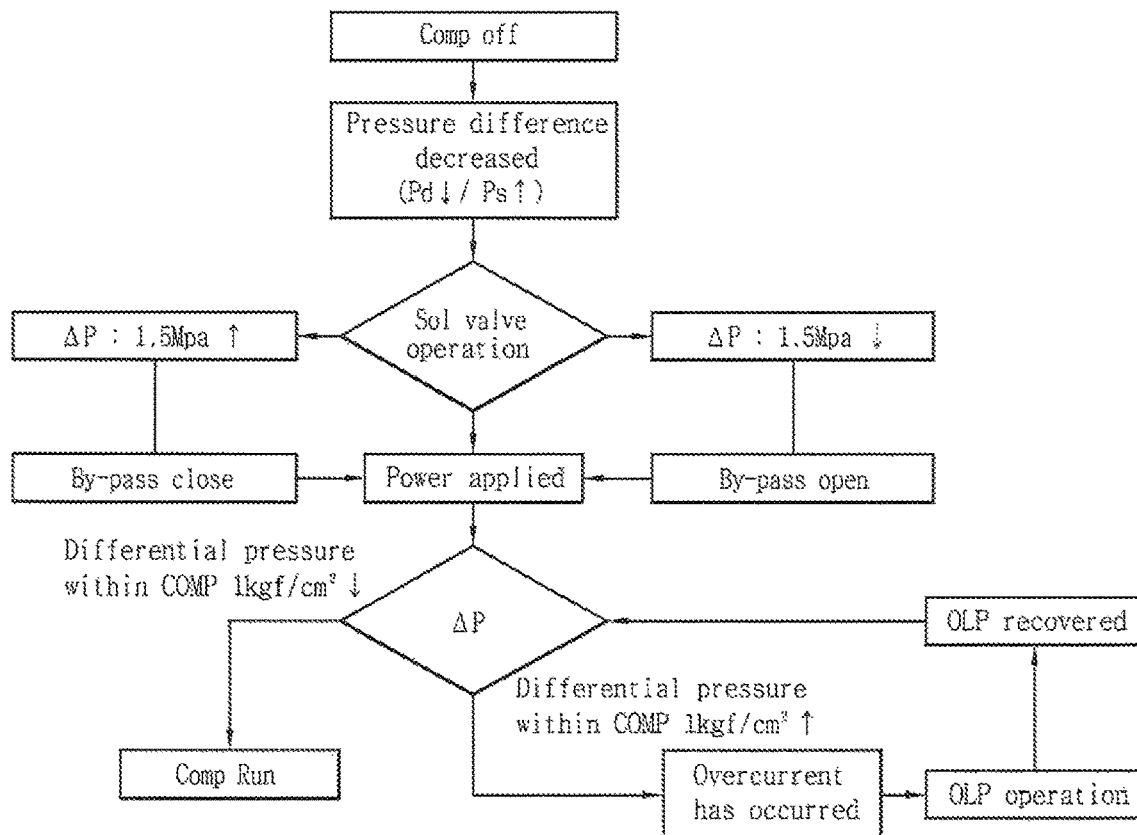 Comp off
Pressure difference
decreased
(Pd↓/ Ps↑)
Sol valve
operation
ΔP : 1.5Mpa ↑
ΔP : 1.5Mpa ↓
By-pass close
Power applied
By-pass open
Differential pressure
within COMP 1kgf/cm² ↓
ΔP
OLP recovered
Differential pressure
within COMP 1kgf/cm² ↑
Comp Run
Overcurrent
has occurred
OLP operation